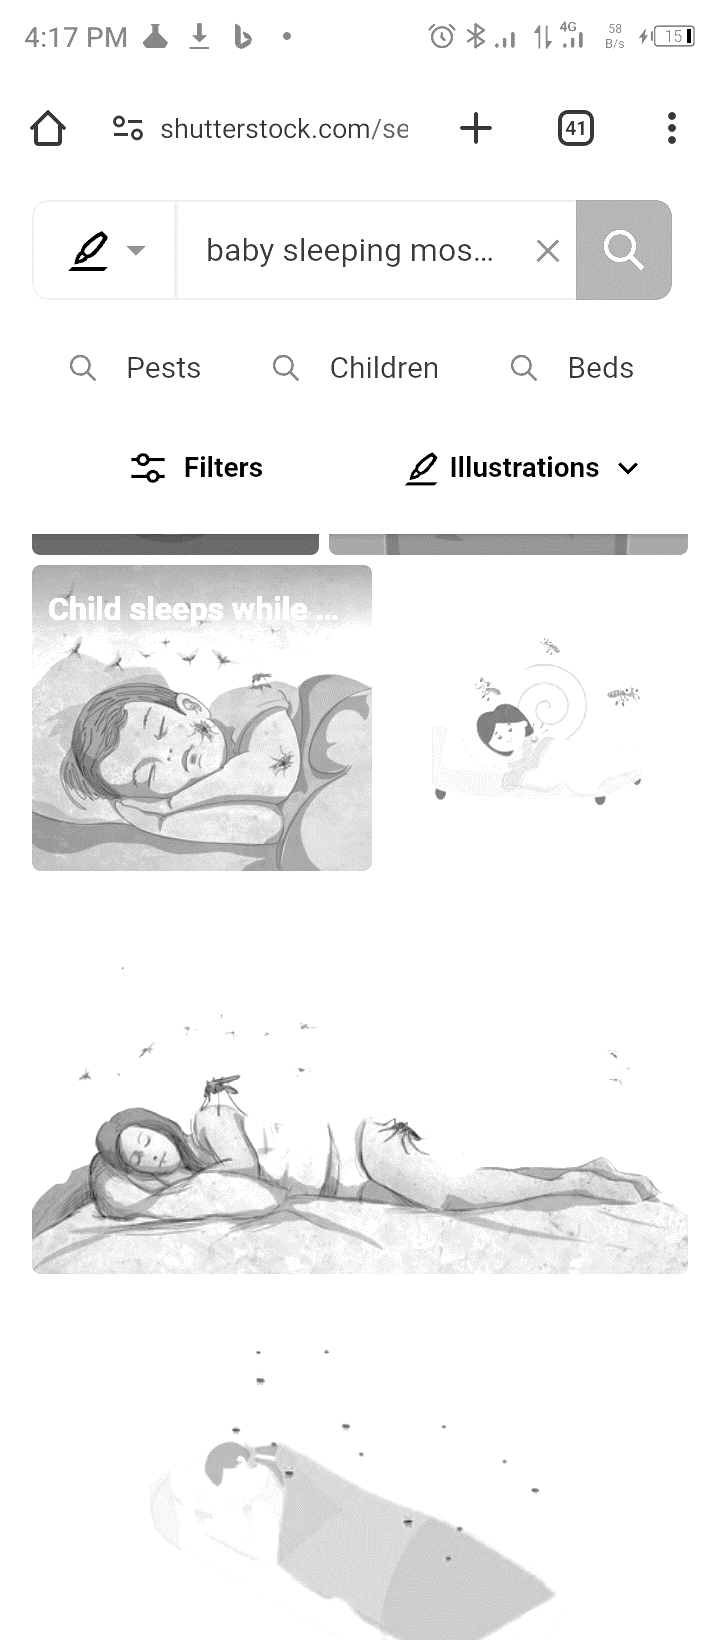 4:17 PM 4G 58 B/s 15
shutterstock.com/se 41
baby sleeping mos...
Pests Children Beds
Filters Illustrations
Child sleeps while ...